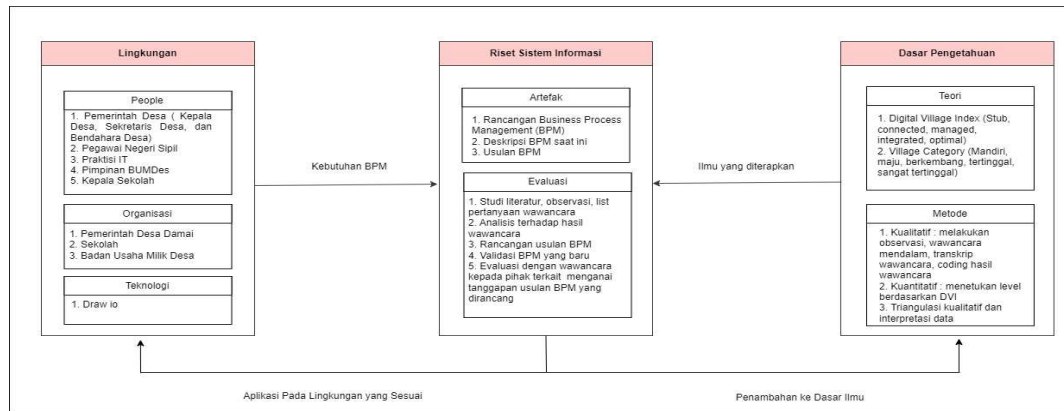 Lingkungan
People
1. Pemerintah Desa ( Kepala
Desa, Sekretaris Desa, dan
Bendahara Desa)
2. Pegawai Negeri Sipil
3. Praktisi IT
4. Pimpinan BUMDes
5. Kepala Sekolah
Organisasi
1. Pemerintah Desa Damai
2. Sekolah
3. Badan Usaha Milik Desa
Teknologi
1. Draw io
Kebutuhan BPM
Riset Sistem Informasi
Artefak
1. Rancangan Business Process
Management (BPM)
2. Deskripsi BPM saat ini
3. Usulan BPM
Evaluasi
1. Studi literatur, observasi, list
pertanyaan wawancara
2. Analisis terhadap hasil
wawancara
3. Rancangan usulan BPM
4. Validasi BPM yang baru
5. Evaluasi dengan wawancara
kepada pihak terkait menganai
tanggapan usulan BPM yang
dirancang
Ilmu yang diterapkan
Dasar Pengetahuan
Teori
1. Digital Village Index (Stub,
connected, managed,
integrated, optimal)
2. Village Category (Mandiri,
maju, berkembang, tertinggal,
sangat tertinggal)
Metode
1. Kualitatif : melakukan
observasi, wawancara
mendalam, transkrip
wawancara, coding hasil
wawancara
2. Kuantitatif : menetukan level
berdasarkan DVI
3. Triangulasi kualitatif dan
interpretasi data
Aplikasi Pada Lingkungan yang Sesuai
Penambahan ke Dasar Ilmu